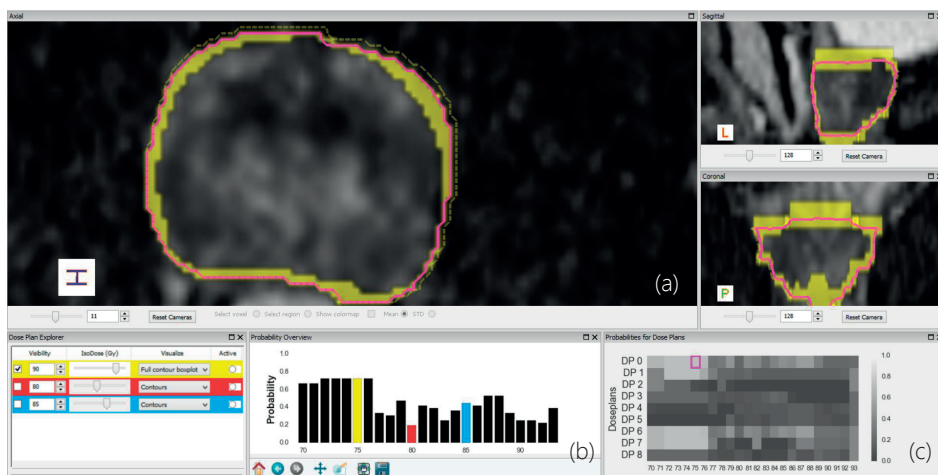 Axial
Sagittal
L
128
Reset Camera
Coronal
P
128
Reset Camera
(a)
11
Reset Cameras
Select voxel
Select region
Show colormap
Mean
STD
Dose Plan Explorer
Visibility
IsoDose (Gy)
Visualize
Active
90
Full contour boxplot
80
Contours
85
Contours
Probability Overview
Probability
1.0
0.8
0.6
0.4
0.2
0.0
70 75 80 85 90
(b)
Probabilities for Dose Plans
Doseplans
DP 0
DP 1
DP 2
DP 3
DP 4
DP 5
DP 6
DP 7
DP 8
70 71 72 73 74 75 76 77 78 79 80 81 82 83 84 85 86 87 88 89 90 91 92 93
1.0
0.8
0.6
0.4
0.2
0.0
(c)